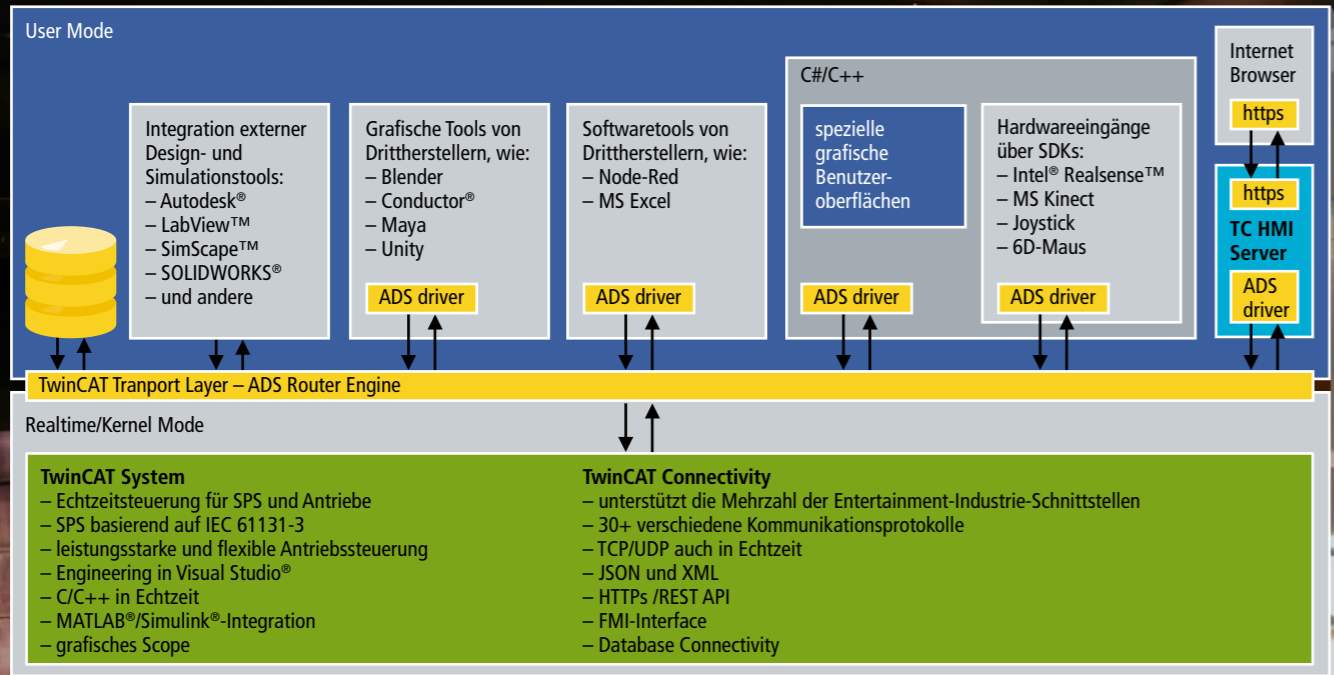 User Mode
Integration externer
Design- und
Simulationstools:
– Autodesk®
– LabView™
– SimScape™
– SOLIDWORKS®
– und andere
Grafische Tools von
Drittherstellern, wie:
– Blender
– Conductor®
– Maya
– Unity
ADS driver
Softwaretools von
Drittherstellern, wie:
– Node-Red
– MS Excel
ADS driver
C#/C++
spezielle
grafische
Benutzer-
oberflächen
ADS driver
Hardwareeingänge
über SDKs:
– Intel® Realsense™
– MS Kinect
– Joystick
– 6D-Maus
ADS driver
Internet
Browser
https
https
TC HMI
Server
ADS
driver
TwinCAT Tranport Layer – ADS Router Engine
Realtime/Kernel Mode
TwinCAT System
– Echtzeitsteuerung für SPS und Antriebe
– SPS basierend auf IEC 61131-3
– leistungsstarke und flexible Antriebssteuerung
– Engineering in Visual Studio®
– C/C++ in Echtzeit
– MATLAB®/Simulink®-Integration
– grafisches Scope
TwinCAT Connectivity
– unterstützt die Mehrzahl der Entertainment-Industrie-Schnittstellen
– 30+ verschiedene Kommunikationsprotokolle
– TCP/UDP auch in Echtzeit
– JSON und XML
– HTTPs /REST API
– FMI-Interface
– Database Connectivity